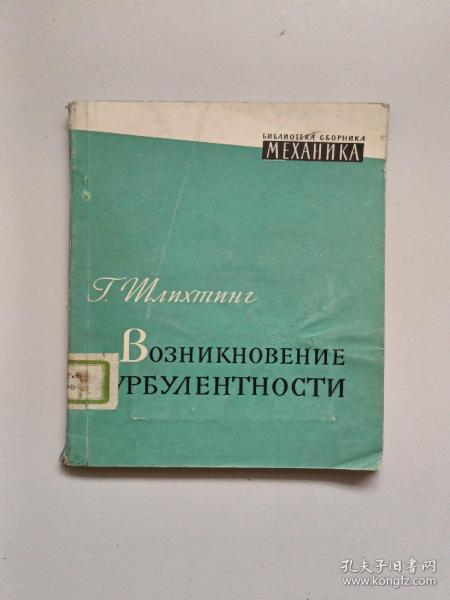 БИБЛИОТЕКА СБОРНИКА
МЕХАНИКА
Г. Шлихтинг
ВОЗНИКНОВЕНИЕ
УРБУЛЕНТНОСТИ
孔夫子旧书网
www.kongfz.com